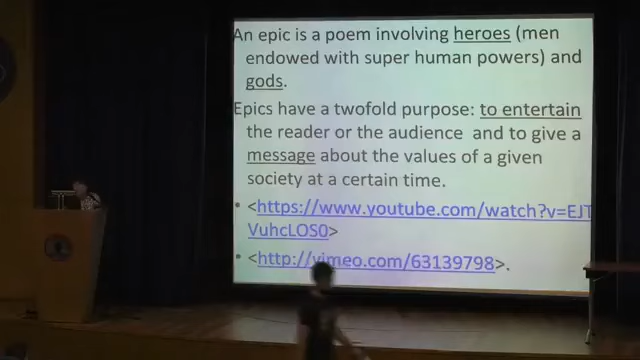 An epic is a poem involving heroes (men
endowed with super human powers) and
gods.
Epics have a twofold purpose: to entertain
the reader or the audience and to give a
message about the values of a given
society at a certain time.
• <https://www.youtube.com/watch?v=EJT
VuhcLOS0>
• <http://vimeo.com/63139798>.